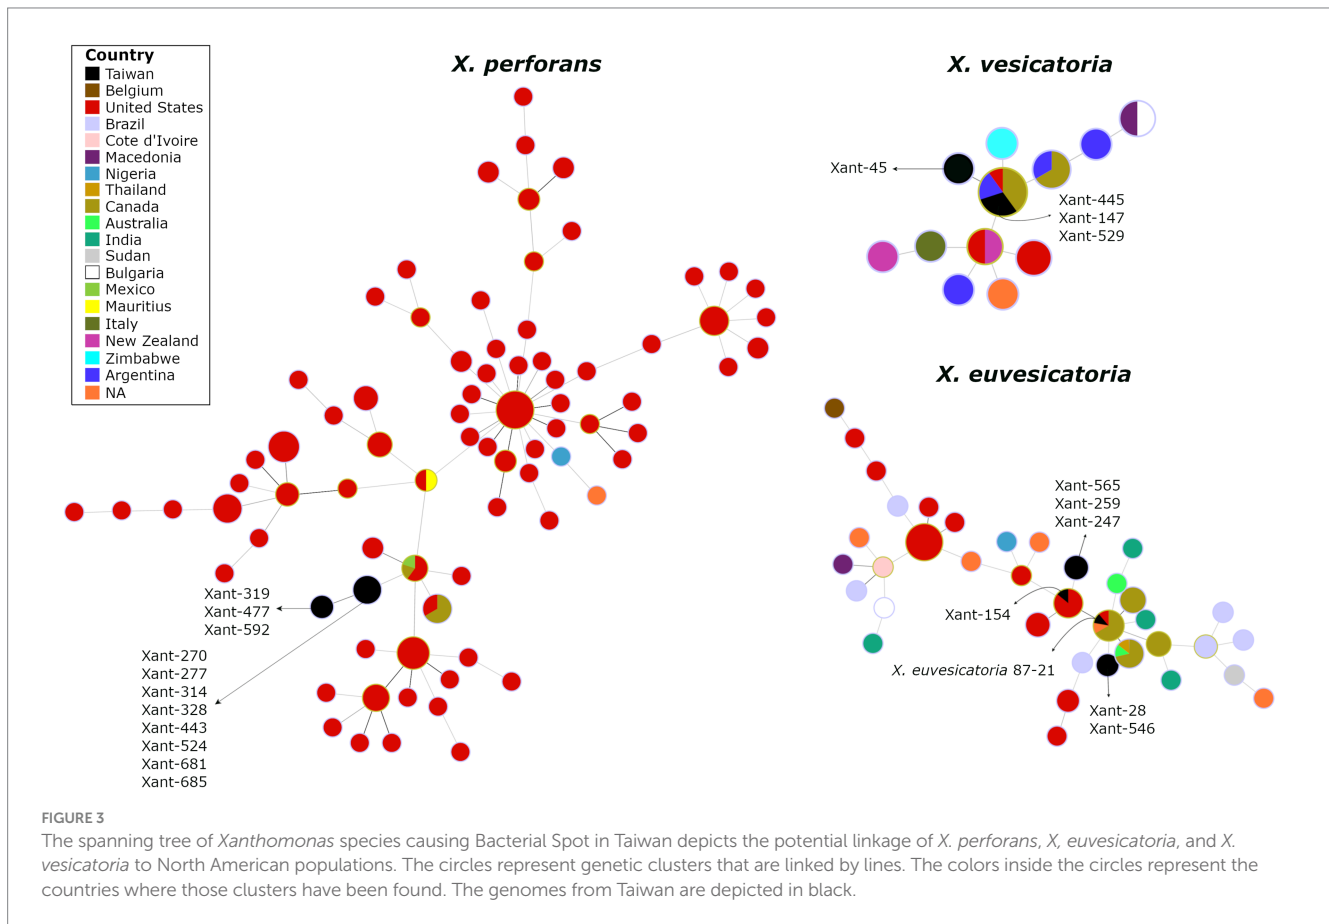 Country
Taiwan
Belgium
United States
Brazil
Cote d'Ivoire
Macedonia
Nigeria
Thailand
Canada
Australia
India
Sudan
Bulgaria
Mexico
Mauritius
Italy
New Zealand
Zimbabwe
Argentina
NA
X. perforans
Xant-319
Xant-477
Xant-592
Xant-270
Xant-277
Xant-314
Xant-328
Xant-443
Xant-524
Xant-681
Xant-685
X. vesicatoria
Xant-45
Xant-445
Xant-147
Xant-529
X. euvesicatoria
Xant-565
Xant-259
Xant-247
Xant-154
X. euvesicatoria 87-21
Xant-28
Xant-546
FIGURE 3
The spanning tree of Xanthomonas species causing Bacterial Spot in Taiwan depicts the potential linkage of X. perforans, X, euvesicatoria, and X.
vesicatoria to North American populations. The circles represent genetic clusters that are linked by lines. The colors inside the circles represent the
countries where those clusters have been found. The genomes from Taiwan are depicted in black.